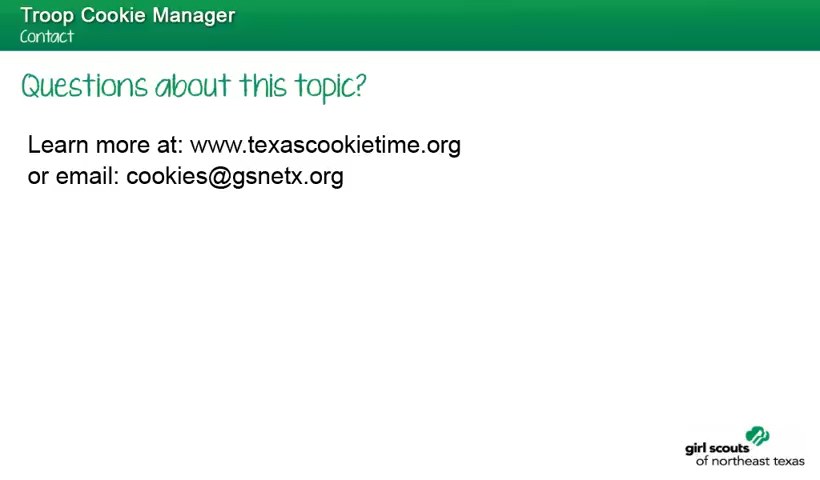 Troop Cookie Manager
Contact
Questions about this topic?
Learn more at: www.texascookietime.org
or email: cookies@gsnetx.org
girl scouts
of northeast texas